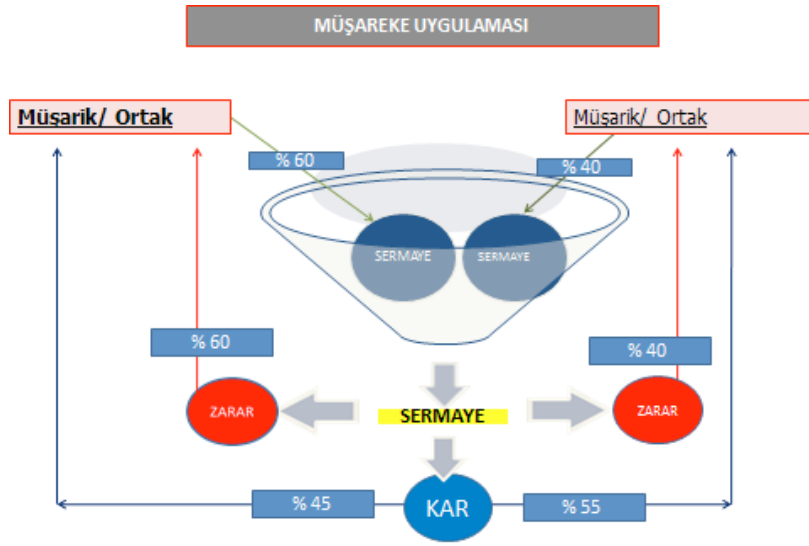 MÜŞAREKE UYGULAMASI
Müşarik/ Ortak
Müşarik/ Ortak
% 60
% 40
SERMAYE
SERMAYE
% 60
% 40
ZARAR
SERMAYE
ZARAR
% 45
KAR
% 55